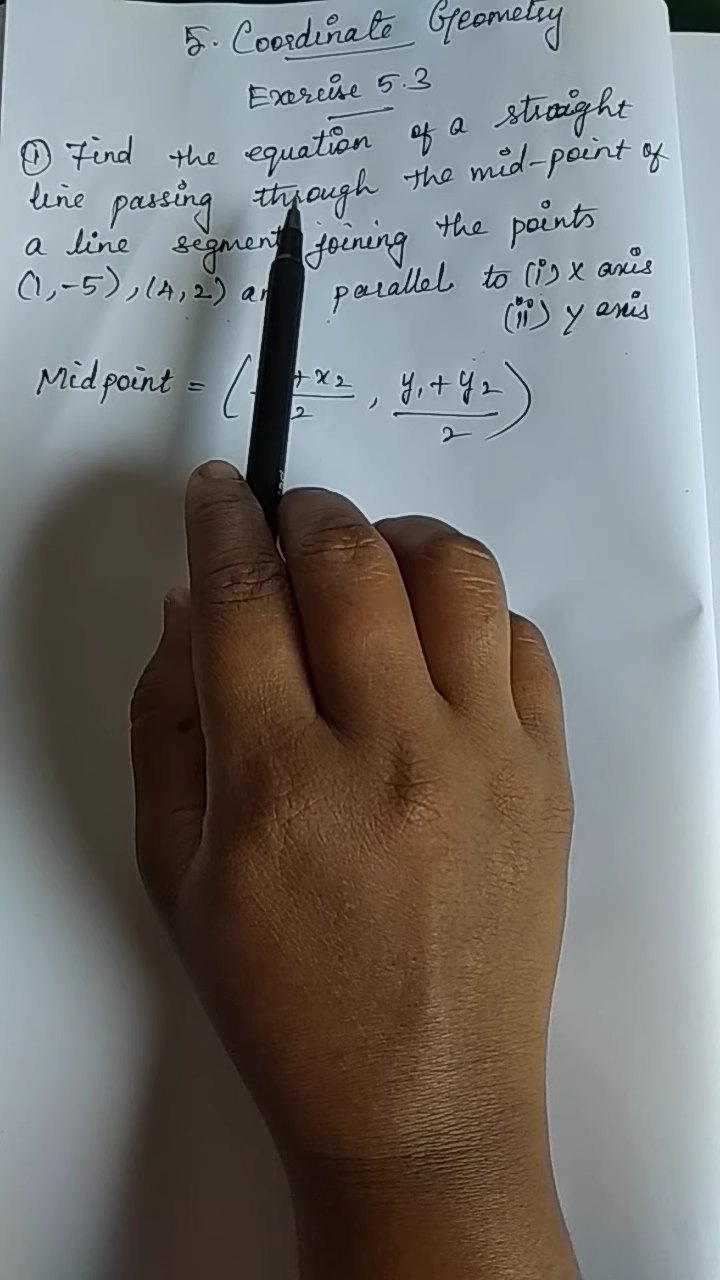 5. Coordinate Geometry
Exercise 5.3
① Find the equation of a straight
line passing through the mid-point of
a line segment joining the points
(1,-5), (4,2) parallel to (i) X axis
(ii) y axis
Midpoint = ( + x₂ / 2 , y₁ + y₂ / 2 )